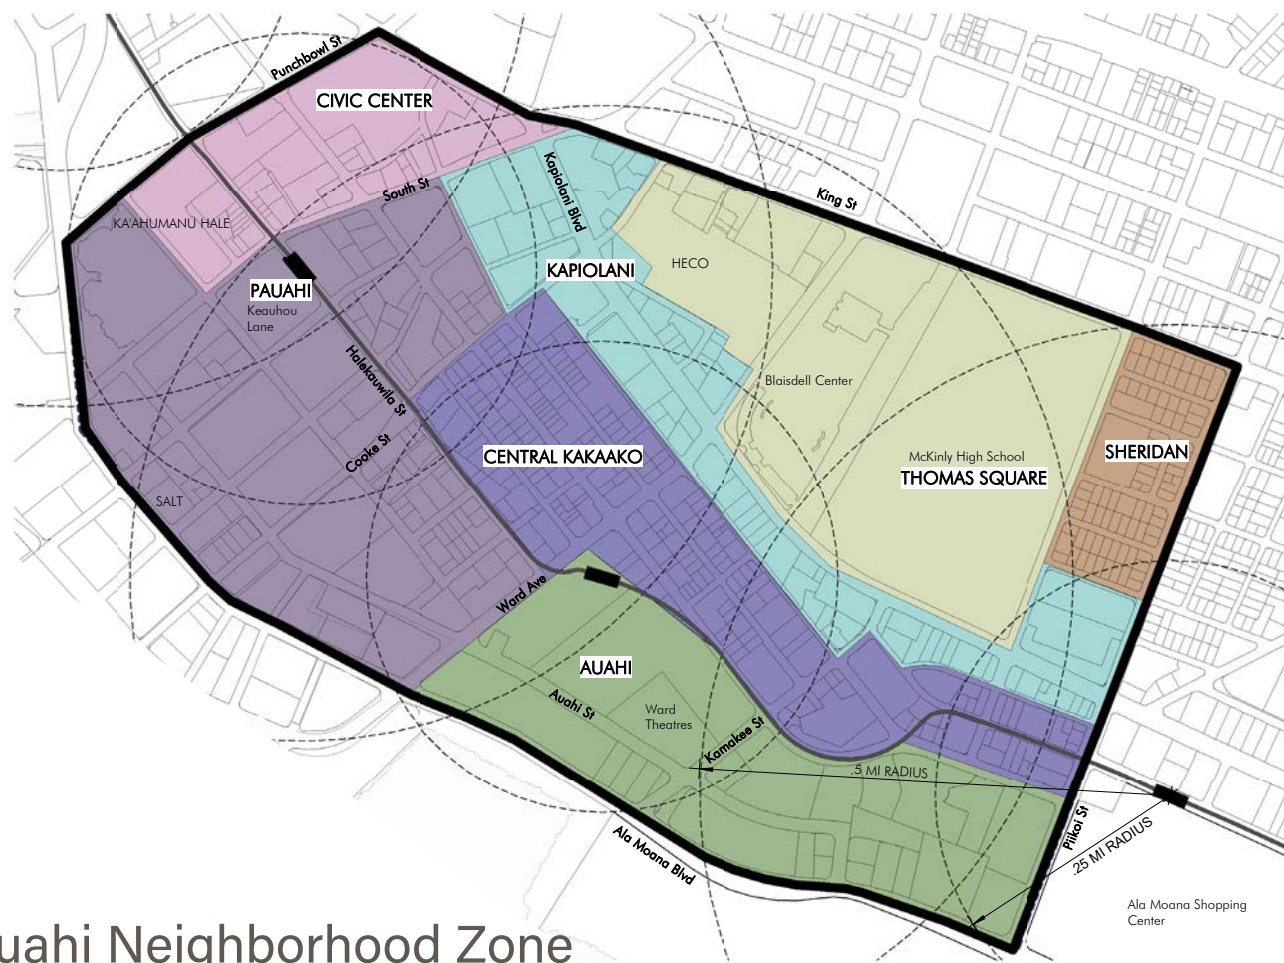 Punchbowl St
CIVIC CENTER
South St
Kapiolani Blvd
King St
KA'AHUMANU HALE
HECO
KAPIOLANI
PAUAHI
Keauhou
Lane
Halekauwila St
Blaisdell Center
Cooke St
CENTRAL KAKAAKO
McKinly High School
THOMAS SQUARE
SHERIDAN
SALT
Ward Ave
AUAHI
Auahi St
Ward
Theatres
Kamakee St
.5 MI RADIUS
Piikoi St
.25 MI RADIUS
Ala Moana Blvd
Ala Moana Shopping
Center
uahi Neighborhood Zone